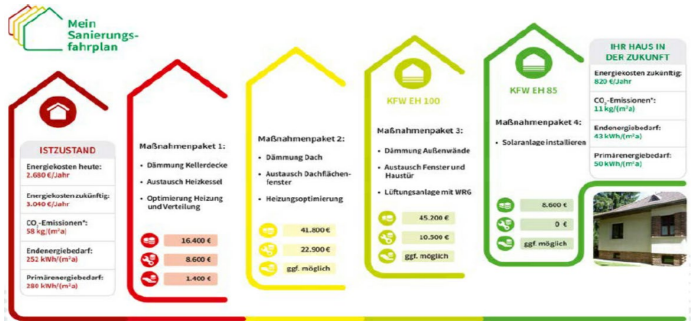 Mein
Sanierungs-
fahrplan
ISTZUSTAND
Energiekosten heute:
2.680 €/Jahr
Energiekosten zukünftig:
3.040 €/Jahr
CO₂-Emissionen*:
58 kg/(m²a)
Endenergiebedarf:
252 kWh/(m²a)
Primärenergiebedarf:
280 kWh/(m²a)
Maßnahmenpaket 1:
• Dämmung Kellerdecke
• Austausch Heizkessel
• Optimierung Heizung
und Verteilung
16.400 €
8.600 €
1.400 €
Maßnahmenpaket 2:
• Dämmung Dach
• Austausch Dachflächen-
fenster
• Heizungsoptimierung
41.800 €
22.900 €
ggf. möglich
KFW EH 100
Maßnahmenpaket 3:
• Dämmung Außenwände
• Austausch Fenster und
Haustür
• Lüftungsanlage mit WRG
45.200 €
10.500 €
ggf. möglich
KFW EH 85
Maßnahmenpaket 4:
• Solaranlage installieren
8.600 €
0 €
ggf. möglich
IHR HAUS IN
DER ZUKUNFT
Energiekosten zukünftig:
820 €/Jahr
CO₂-Emissionen*:
11 kg/(m²a)
Endenergiebedarf:
43 kWh/(m²a)
Primärenergiebedarf:
50 kWh/(m²a)